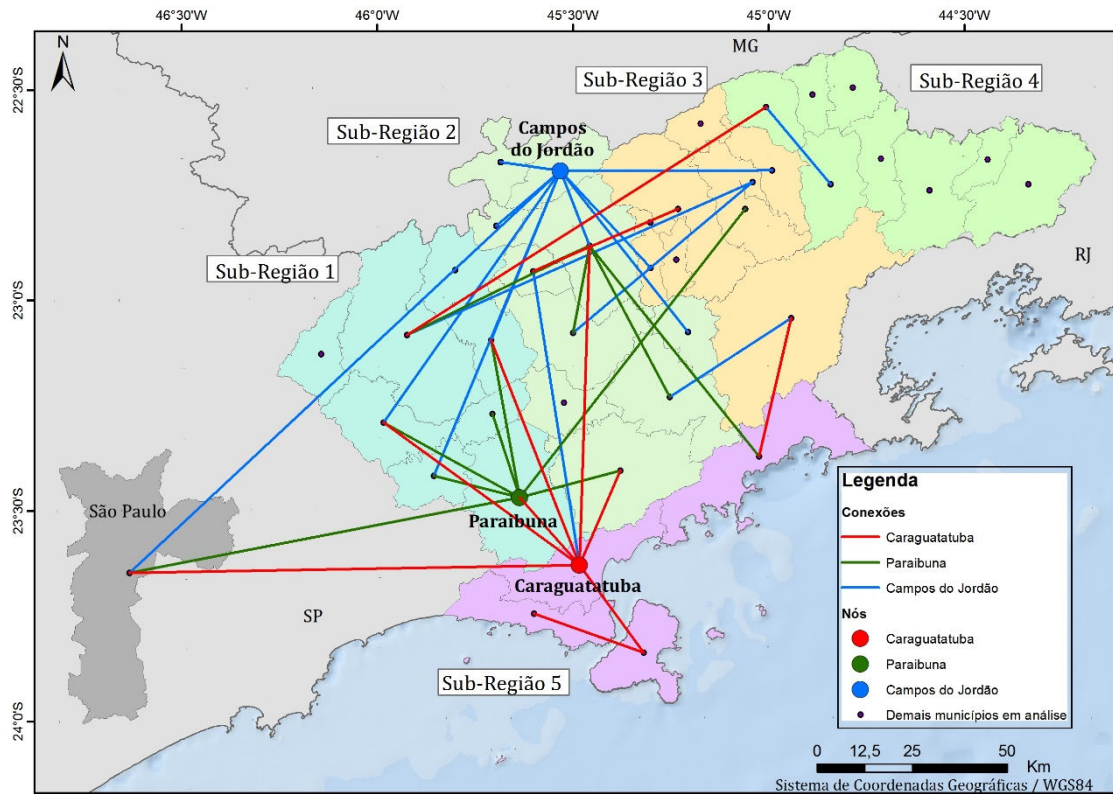 46°30'W
46°0'W
45°30'W
45°0'W
44°30'W
N
MG
Sub-Região 3
Sub-Região 4
22°30'S
Sub-Região 2
Campos
do Jordão
Sub-Região 1
RJ
23°0'S
Legenda
Conexões
Caraguatatuba
Paraibuna
Campos do Jordão
Nós
Caraguatatuba
Paraibuna
Campos do Jordão
Demais municípios em análise
São Paulo
23°30'S
Paraibuna
Caraguatatuba
SP
Sub-Região 5
24°0'S
0 12,5 25 50
Km
Sistema de Coordenadas Geográficas / WGS84